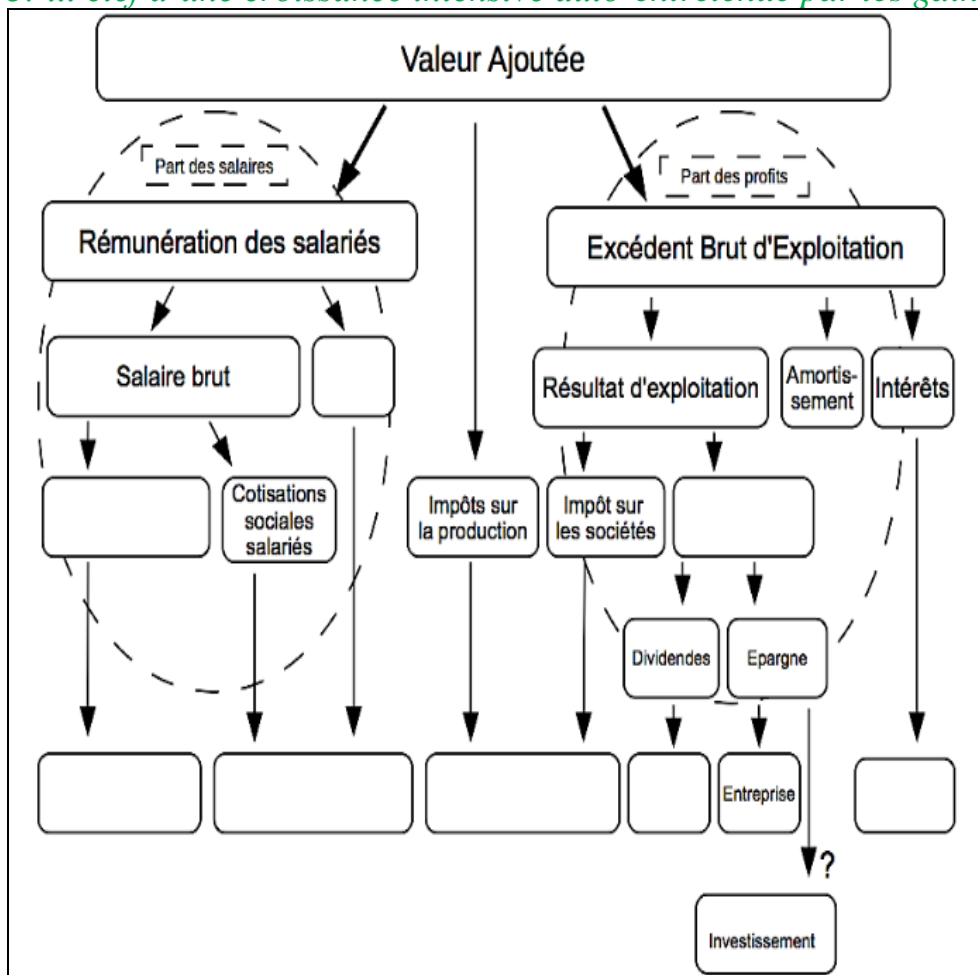 Valeur Ajoutée
Part des salaires
Part des profits
Rémunération des salariés
Excédent Brut d'Exploitation
Salaire brut
Résultat d'exploitation
Amortis-
sement
Intérêts
Cotisations
sociales
salariés
Impôts sur
la production
Impôt sur
les sociétés
Dividendes
Epargne
Entreprise
?
Investissement